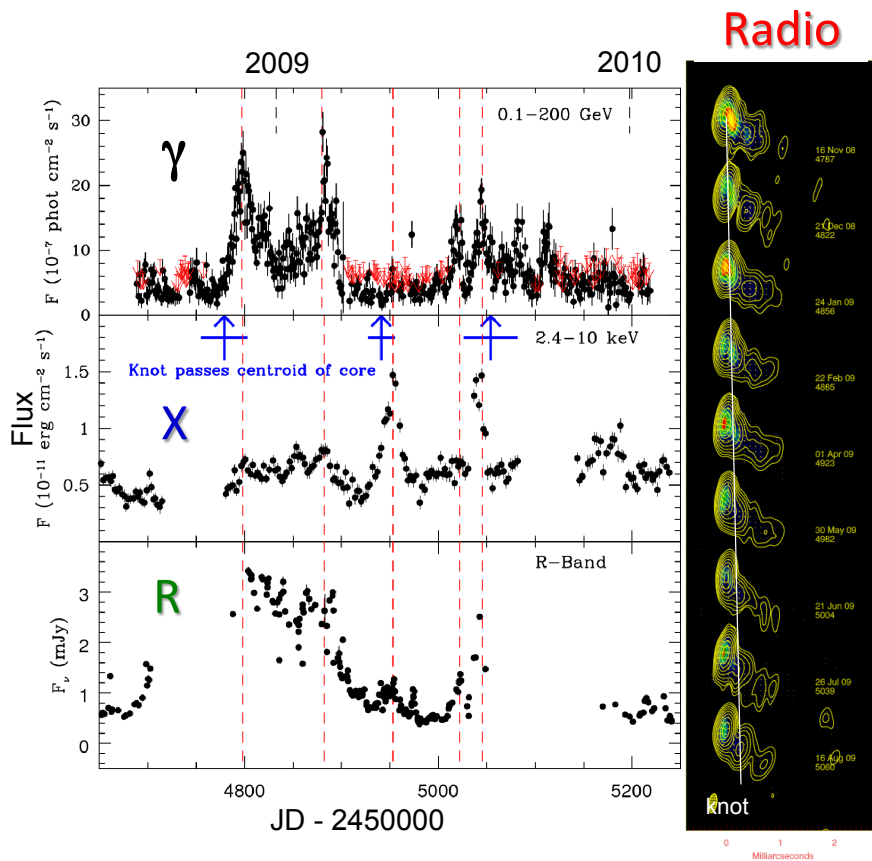 Radio
2009
2010
0.1−200 GeV
γ
F (10⁻⁷ phot cm⁻² s⁻¹)
30
20
10
0
2.4−10 keV
Knot passes centroid of core
X
Flux
F (10⁻¹¹ erg cm⁻² s⁻¹)
1.5
1
0.5
R−Band
R
Fν (mJy)
3
2
1
0
4800
5000
5200
JD - 2450000
16 Nov 08
4787
21 Dec 08
4822
24 Jan 09
4856
22 Feb 09
4885
01 Apr 09
4923
30 May 09
4982
21 Jun 09
5004
26 Jul 09
5039
16 Aug 09
5060
knot
0
1
2
Milliarcseconds